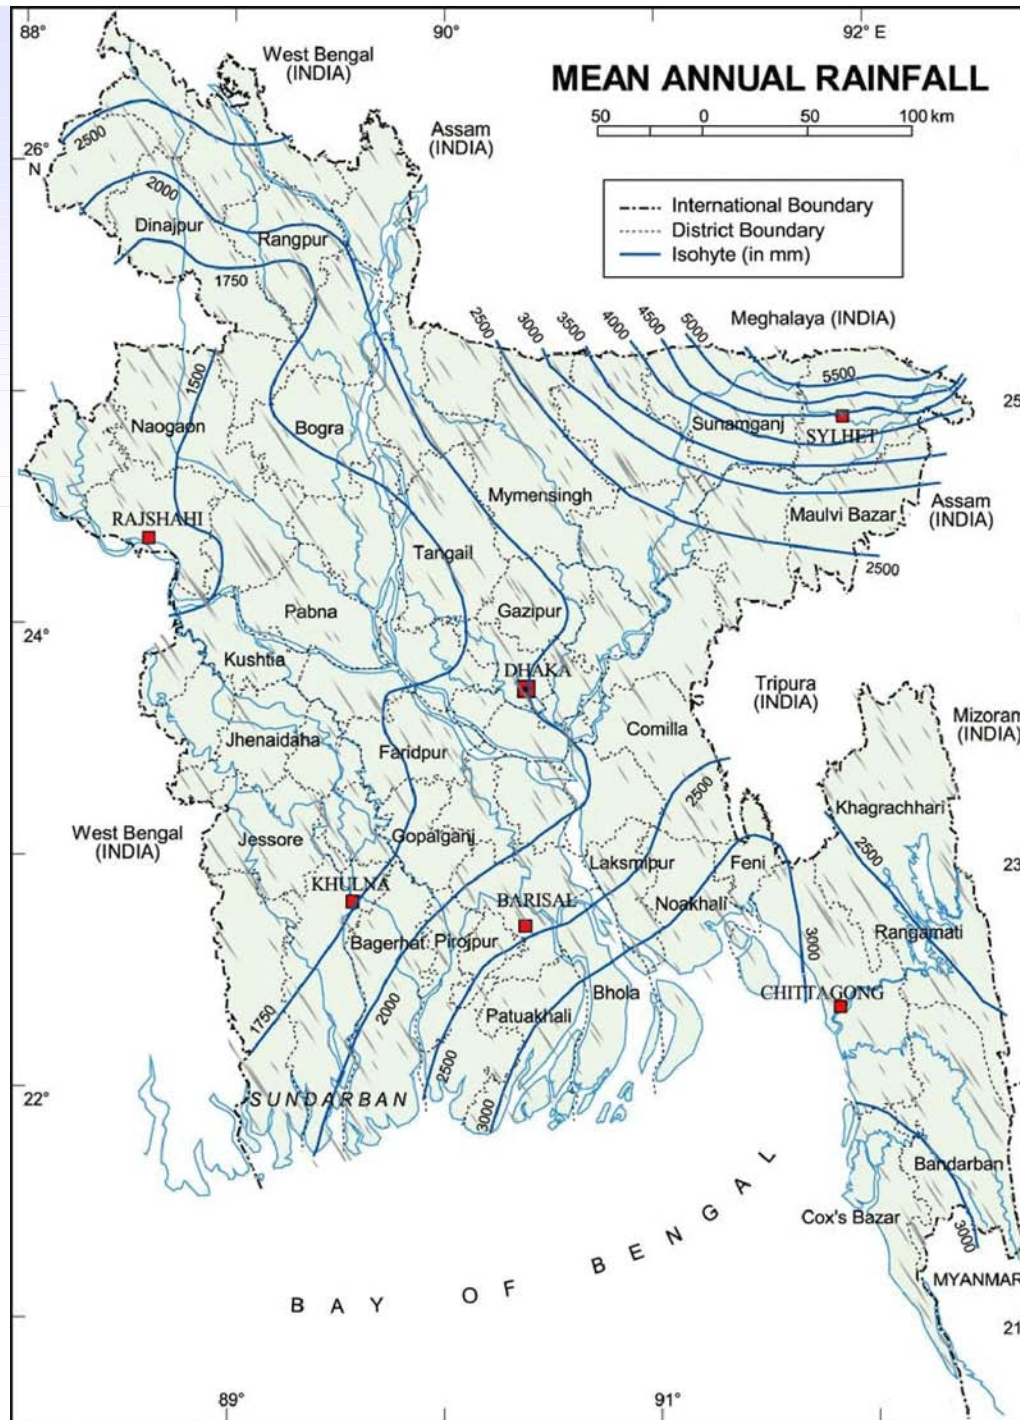 88°
90°
92° E
West Bengal
(INDIA)
MEAN ANNUAL RAINFALL
50 0 50 100 km
Assam
(INDIA)
26°
N
2500
2000
International Boundary
District Boundary
Isohyte (in mm)
Dinajpur
Rangpur
1750
2500
3000
3500
4000
4500
5000
Meghalaya (INDIA)
5500
1500
25
Naogaon
Bogra
Sunamganj
SYLHET
Mymensingh
Assam
(INDIA)
Maulvi Bazar
RAJSHAHI
Tangail
2500
Pabna
Gazipur
24°
Kushtia
DHAKA
Tripura
(INDIA)
Mizoram
(INDIA)
Comilla
Jhenaidaha
Faridpur
2500
Khagrachhari
West Bengal
(INDIA)
Jessore
Gopalganj
Laksmipur
Feni
2500
23
KHULNA
BARISAL
Noakhali
Bagerhat
Pirojpur
3000
Rangamati
CHITTAGONG
Bhola
1750
2000
Patuakhali
2500
22°
SUNDARBAN
3000
Bandarban
Cox's Bazar
3000
BAY OF BENGAL
MYANMAR
21
89°
91°